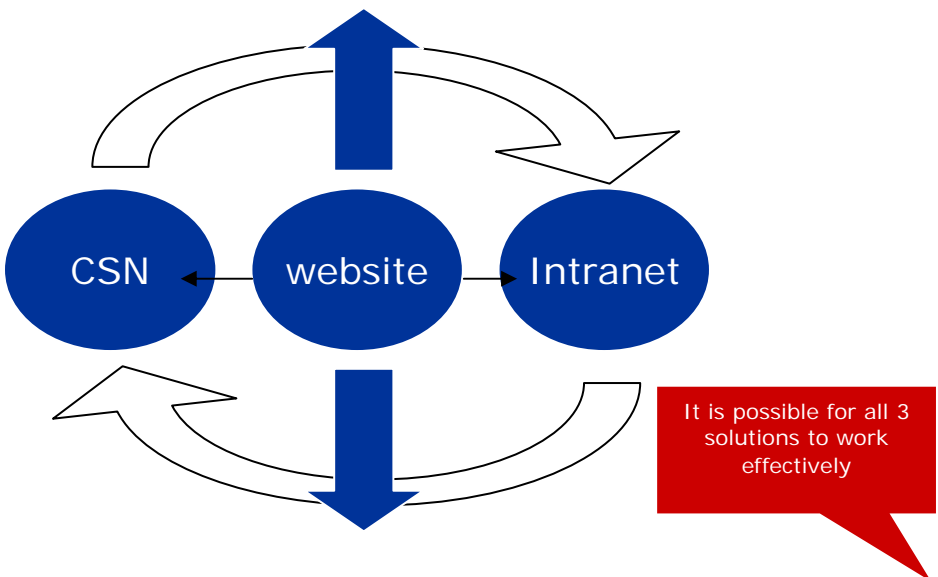 CSN
website
Intranet
It is possible for all 3
solutions to work
effectively